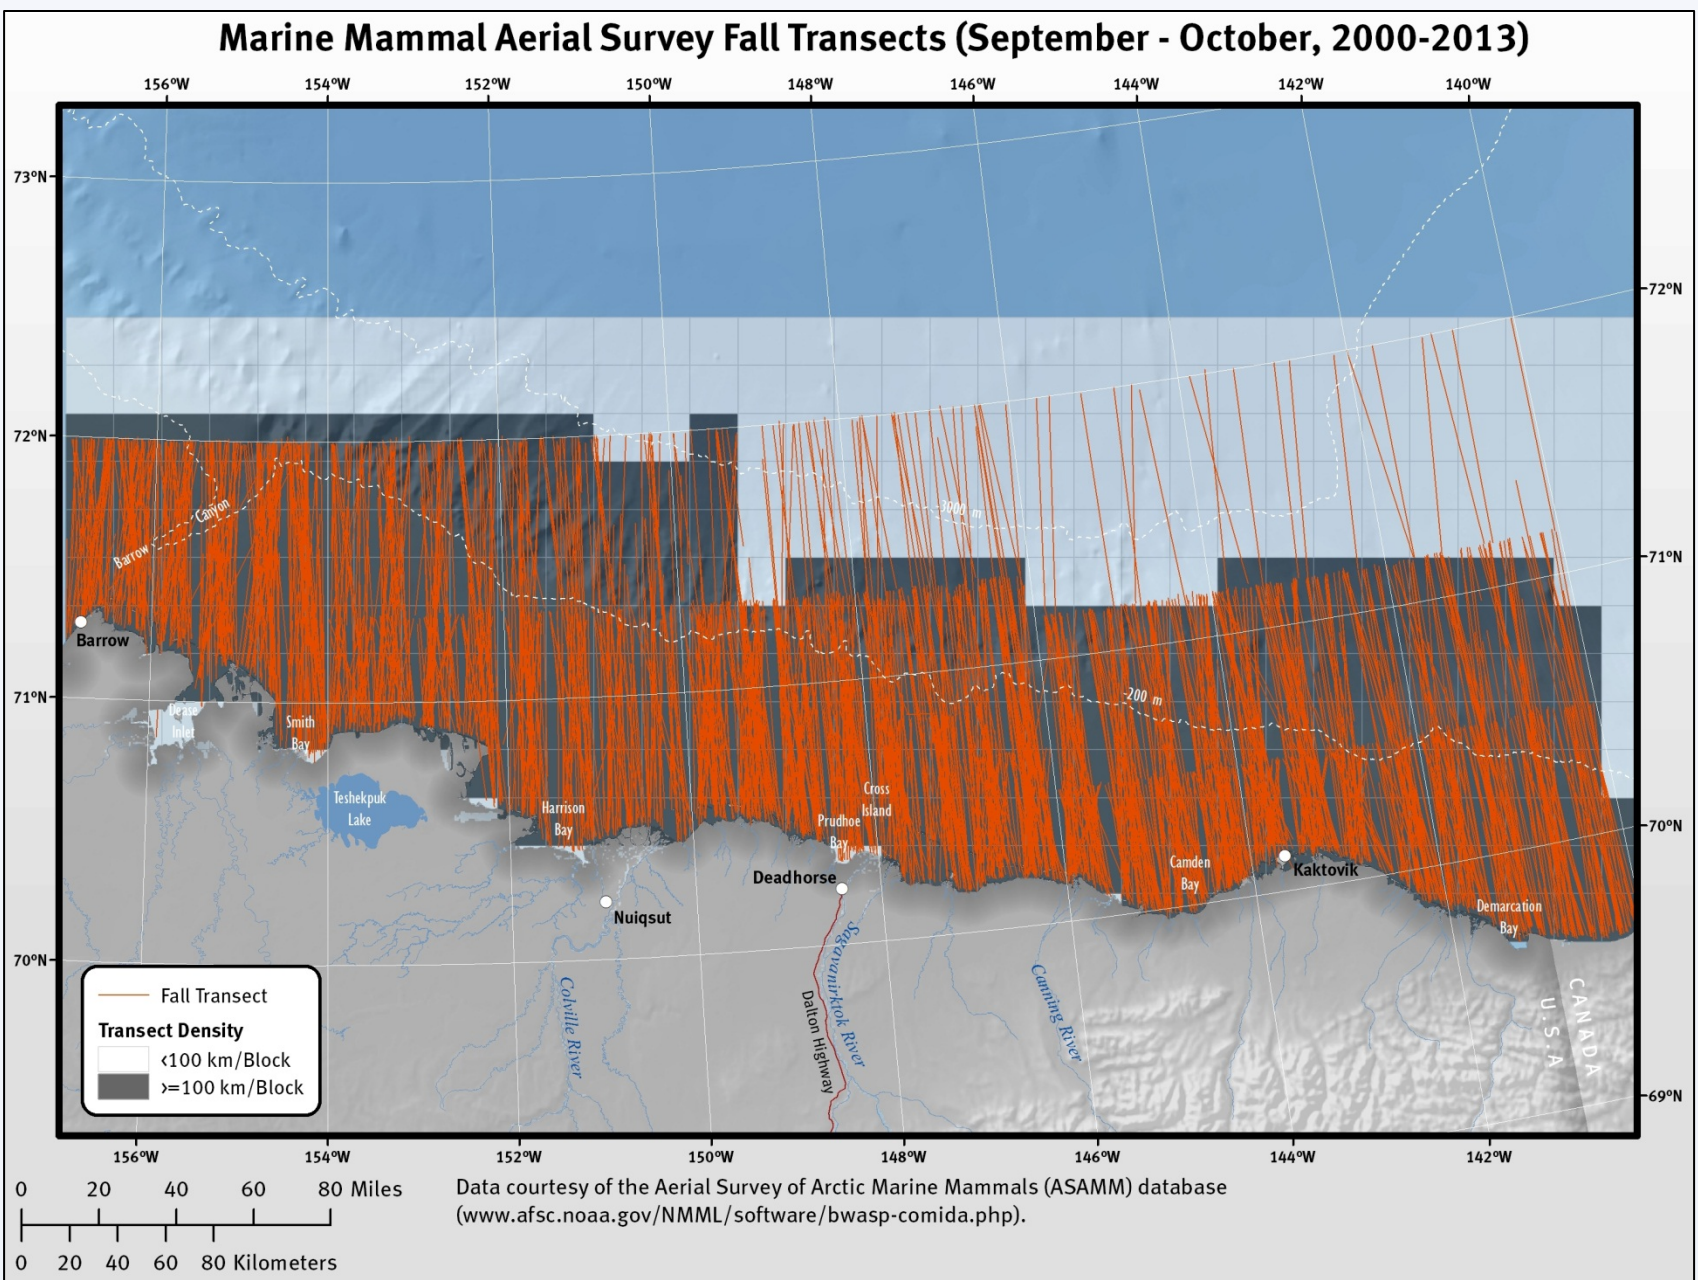 Marine Mammal Aerial Survey Fall Transects (September - October, 2000-2013)
156°W 154°W 152°W 150°W 148°W 146°W 144°W 142°W 140°W
73°N
72°N
72°N
-3000 m
Canyon
Barrow
71°N
Barrow
71°N
-200 m
Dease
Inlet
Smith
Bay
Teshekpuk
Lake
Harrison
Bay
Cross
Island
Prudhoe
Bay
70°N
Deadhorse
Camden
Bay
Kaktovik
Nuiqsut
Demarcation
Bay
70°N
Colville River
Sagavanirktok River
Dalton Highway
Canning River
U.S.A
CANADA
69°N
Fall Transect
Transect Density
<100 km/Block
>=100 km/Block
156°W 154°W 152°W 150°W 148°W 146°W 144°W 142°W
0 20 40 60 80 Miles
0 20 40 60 80 Kilometers
Data courtesy of the Aerial Survey of Arctic Marine Mammals (ASAMM) database
(www.afsc.noaa.gov/NMML/software/bwasp-comida.php).